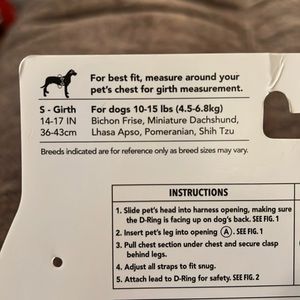 For best fit, measure around your
pet's chest for girth measurement.
S - Girth
14-17 IN
36-43cm
For dogs 10-15 lbs (4.5-6.8kg)
Bichon Frise, Miniature Dachshund,
Lhasa Apso, Pomeranian, Shih Tzu
Breeds indicated are for reference only as breed sizes may vary.
INSTRUCTIONS
1. Slide pet's head into harness opening, making sure
the D-Ring is facing up on dog's back. SEE FIG. 1
2. Insert pet's leg into opening A. SEE FIG. 1
3. Pull chest section under chest and secure clasp
behind legs.
4. Adjust all straps to fit snug.
5. Attach lead to D-Ring for safety. SEE FIG. 2